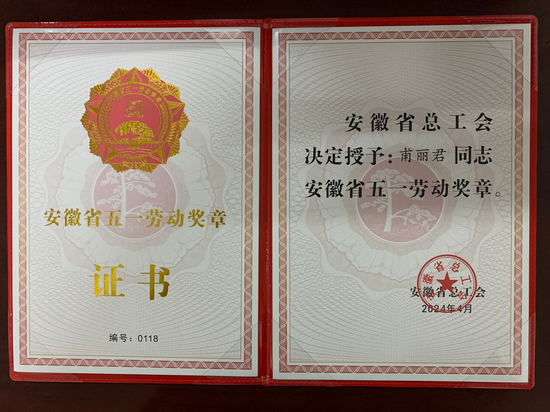 安徽省五一劳动奖章
证书
编号：0118
安徽省总工会
决定授予：甫丽君 同志
安徽省五一劳动奖章。
安徽省总工会
2024年4月
安徽省总工会